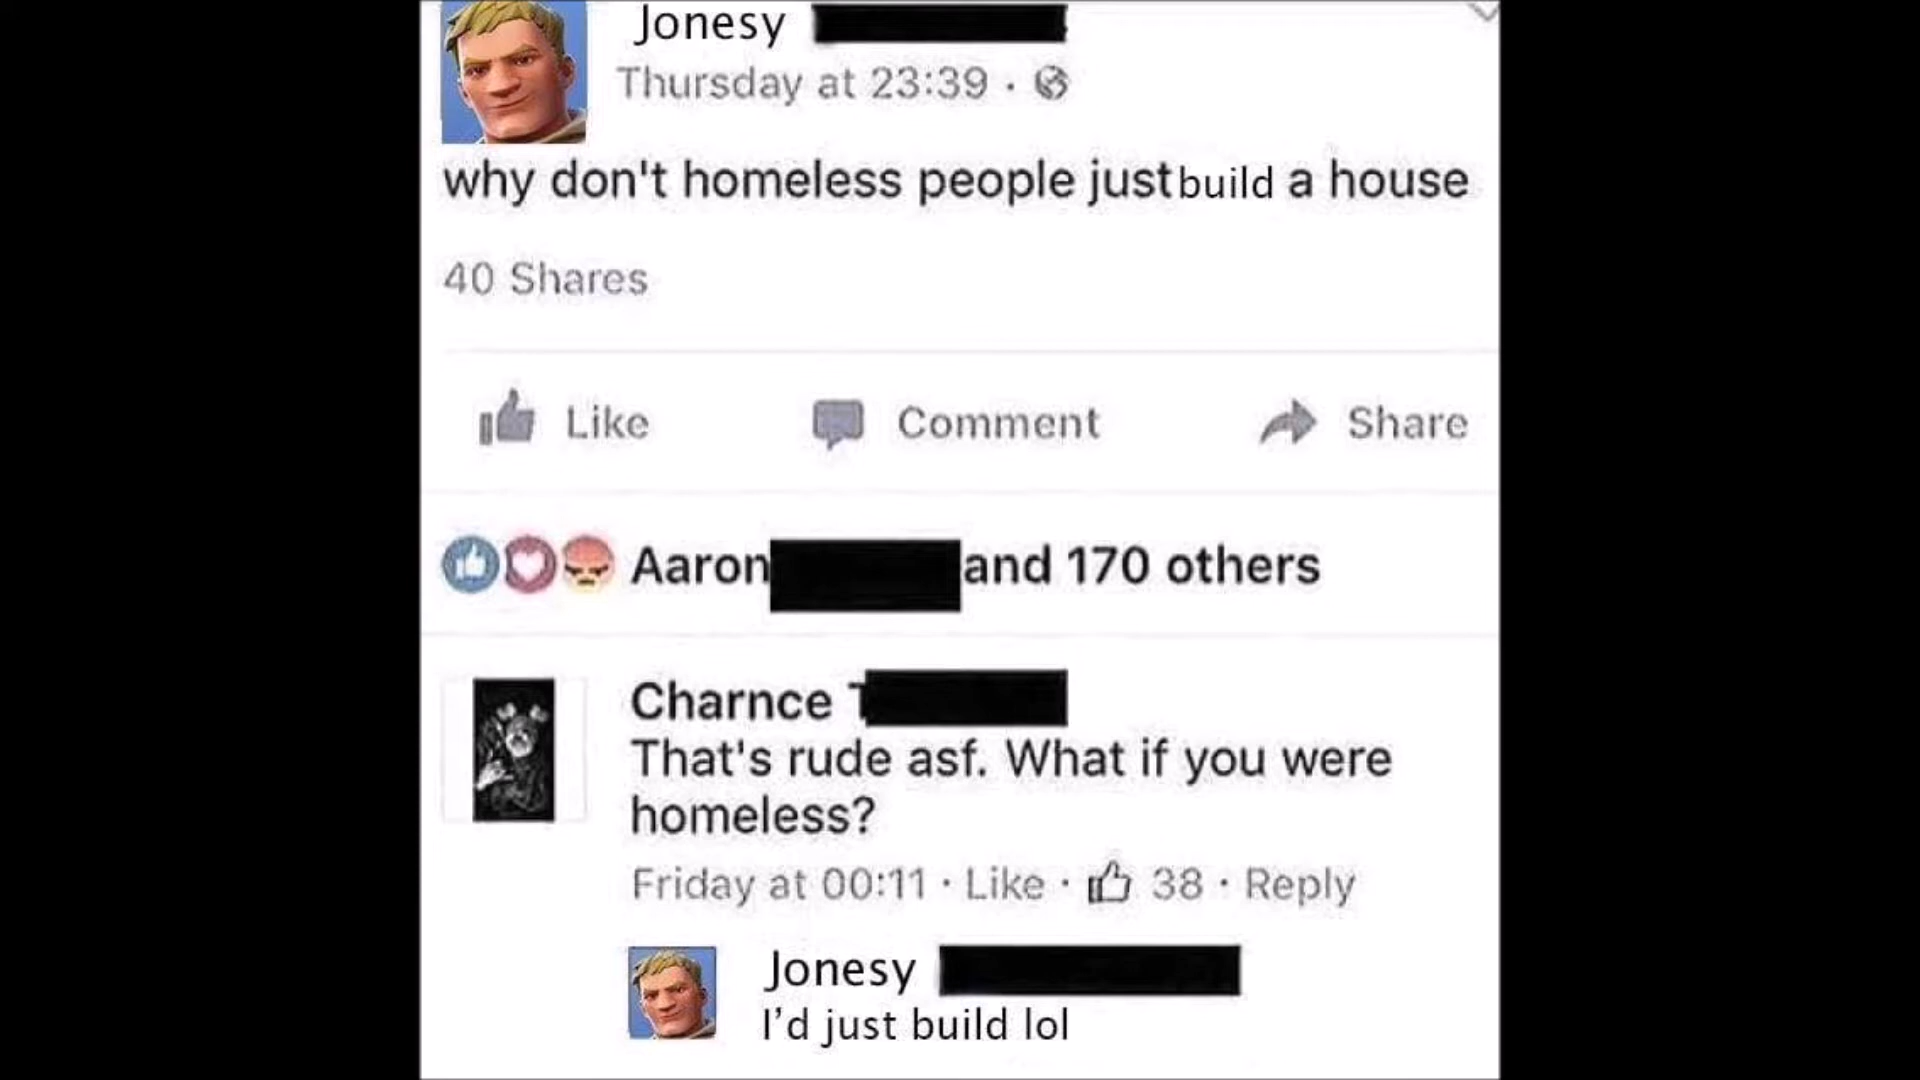 Jonesy
Thursday at 23:39 ·
why don't homeless people just build a house
40 Shares
Like Comment Share
Aaron and 170 others
Charnce T
That's rude asf. What if you were
homeless?
Friday at 00:11 · Like · 38 · Reply
Jonesy
I'd just build lol